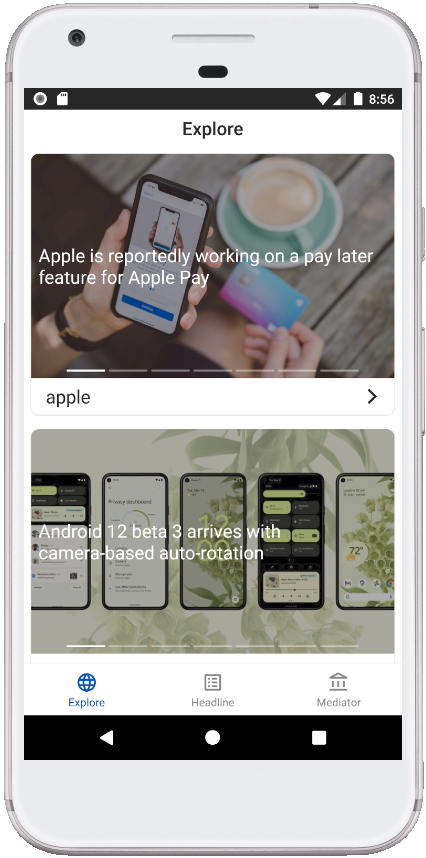 8:56
Explore
Apple is reportedly working on a pay later
feature for Apple Pay
apple
Privacy dashboard
Android 12 beta 3 arrives with
camera-based auto-rotation
72°
Explore
Headline
Mediator